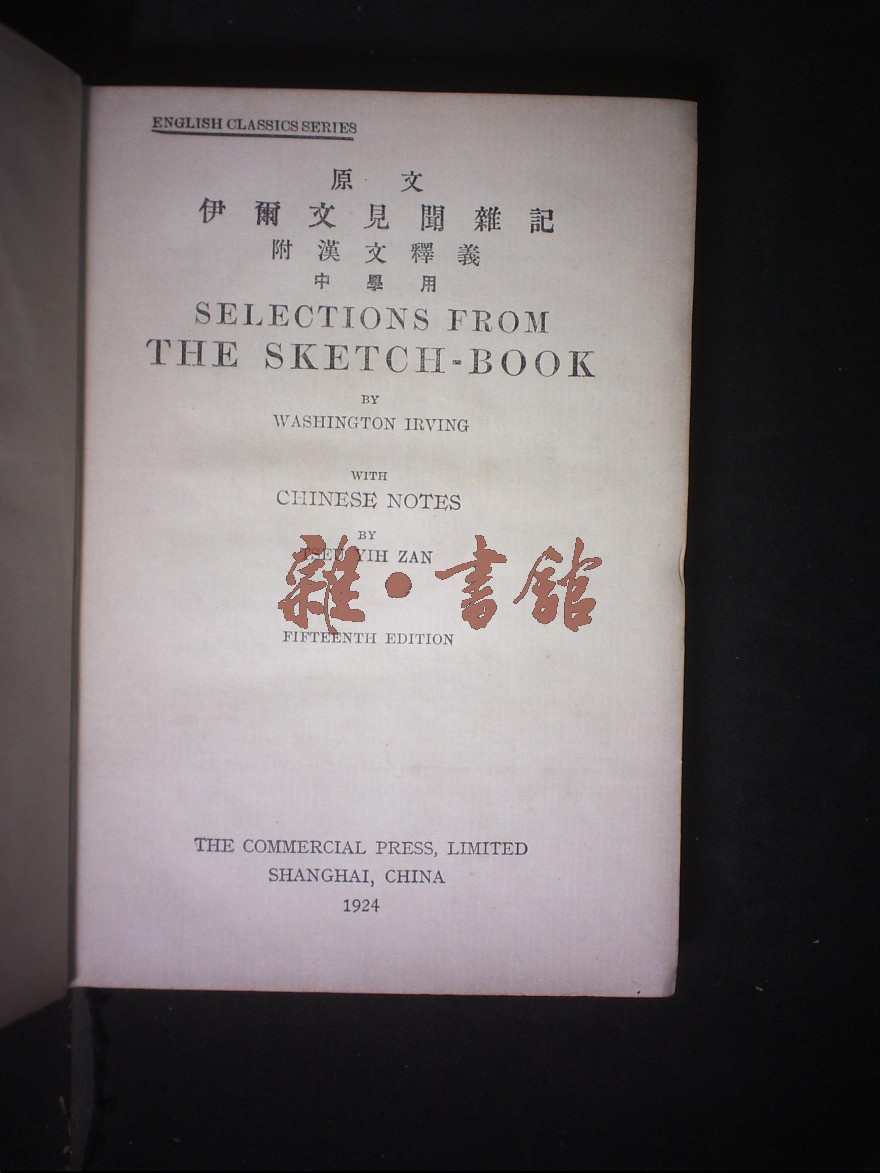 ENGLISH CLASSICS SERIES
原文
伊爾文見聞雜記
附漢文釋義
中學用
SELECTIONS FROM
THE SKETCH-BOOK
BY
WASHINGTON IRVING
WITH
CHINESE NOTES
BY
TSEU YIH ZAN
雜·書館
FIFTEENTH EDITION
THE COMMERCIAL PRESS, LIMITED
SHANGHAI, CHINA
1924